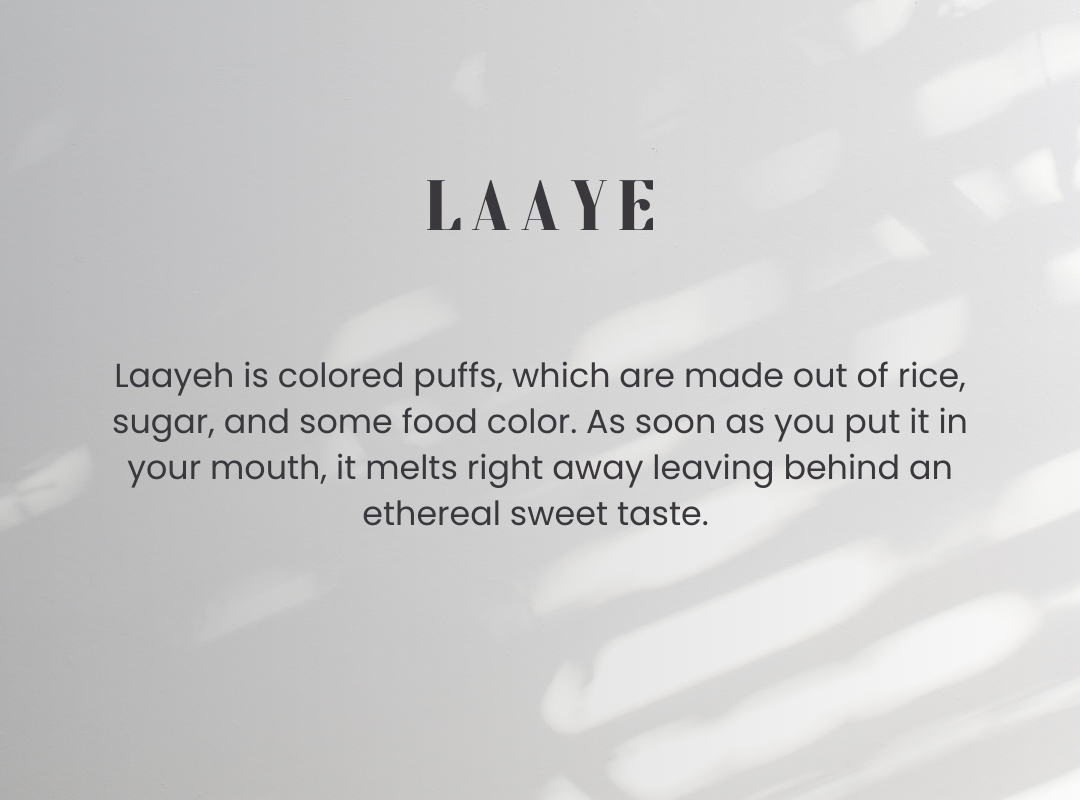 LAAYE
Laayeh is colored puffs, which are made out of rice,
sugar, and some food color. As soon as you put it in
your mouth, it melts right away leaving behind an
ethereal sweet taste.